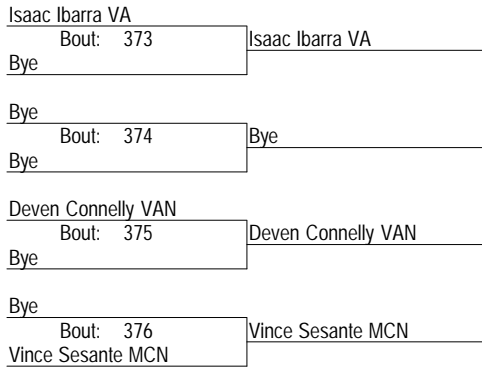 Isaac Ibarra VA
Bout: 373
Isaac Ibarra VA
Bye
Bye
Bout: 374
Bye
Bye
Deven Connelly VAN
Bout: 375
Deven Connelly VAN
Bye
Bye
Bout: 376
Vince Sesante MCN
Vince Sesante MCN